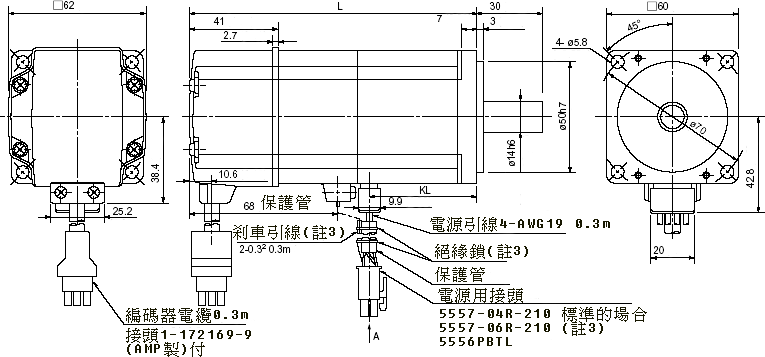 □62
L
41
30
2.7
7
3
□60
45°
4- ø5.8
ø50h7
ø14h6
ø70
38.4
42.8
10.6
KL
25.2
68
保護管
9.9
20
剎車引線(註3)
2-0.3² 0.3m
電源引線4-AWG19 0.3m
絕緣鎖(註3)
保護管
電源用接頭
5557-04R-210 標準的場合
5557-06R-210 (註3)
5556PBTL
編碼器電纜0.3m
接頭1-172169-9
(AMP製)付
A